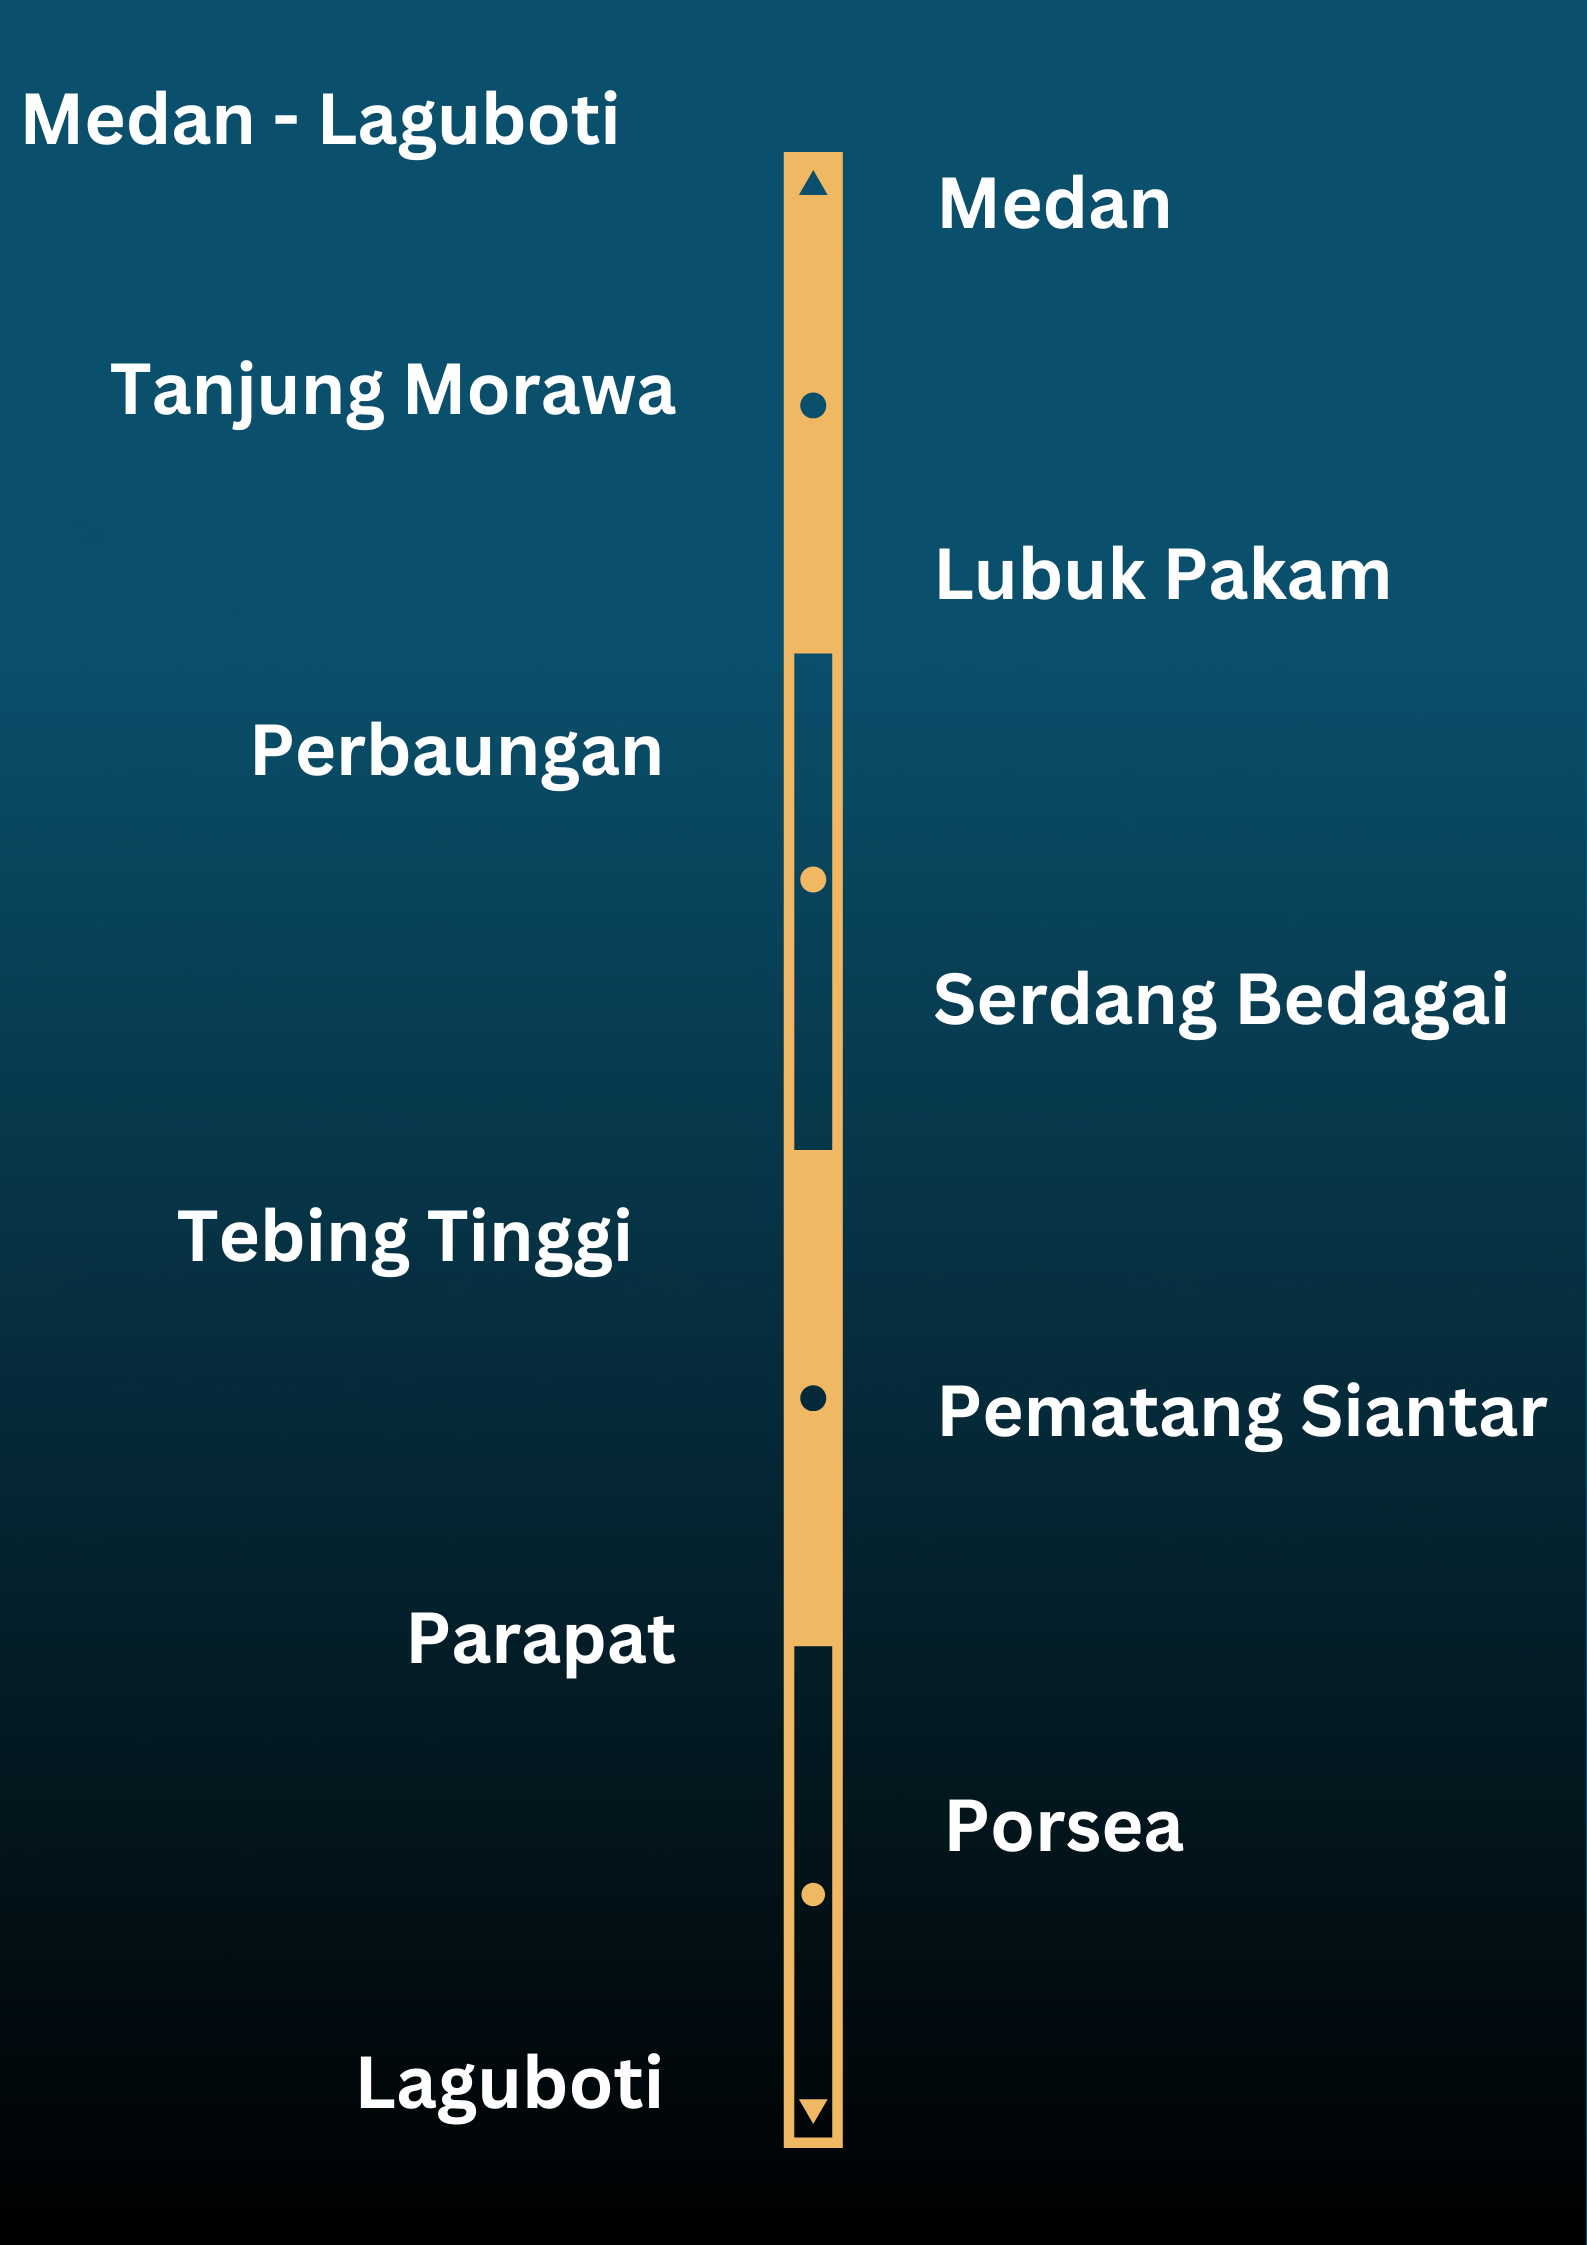 Medan - Laguboti
Medan
Tanjung Morawa
Lubuk Pakam
Perbaungan
Serdang Bedagai
Tebing Tinggi
Pematang Siantar
Parapat
Porsea
Laguboti